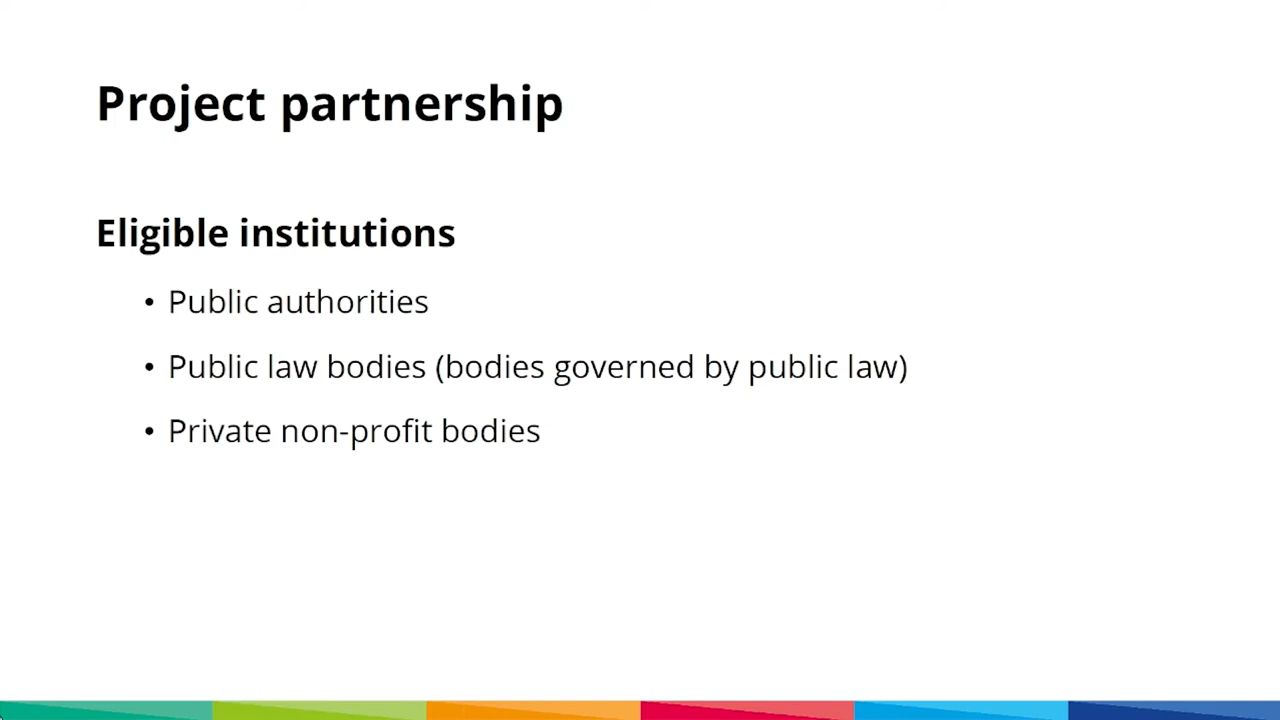 Project partnership
Eligible institutions
• Public authorities
• Public law bodies (bodies governed by public law)
• Private non-profit bodies